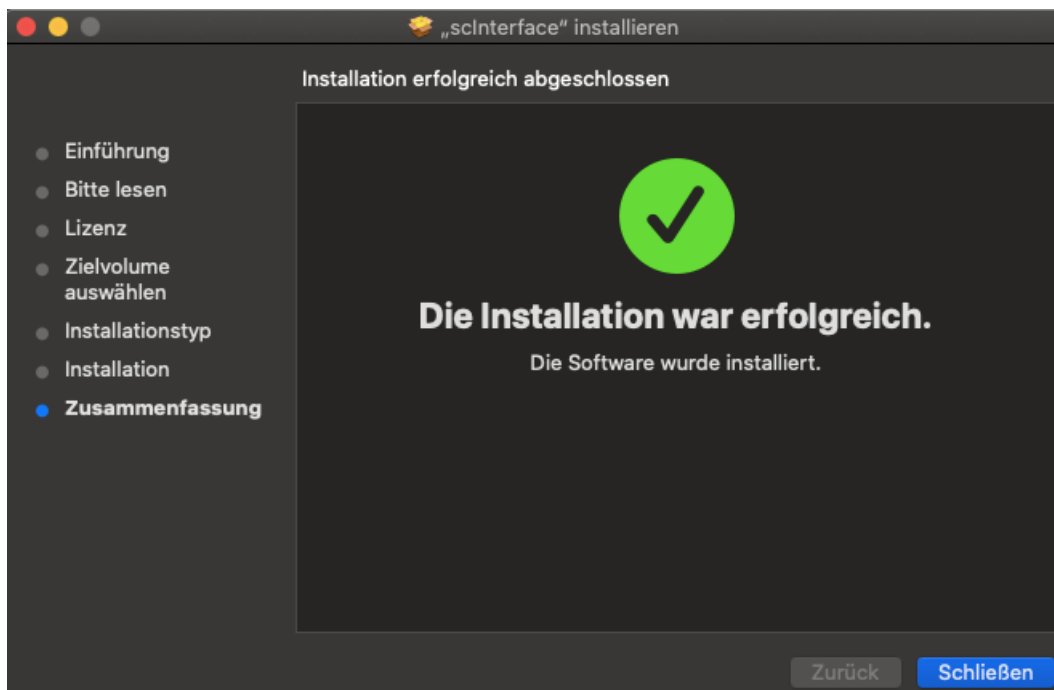 „scInterface“ installieren
Installation erfolgreich abgeschlossen
Einführung
Bitte lesen
Lizenz
Zielvolume
auswählen
Installationstyp
Installation
Zusammenfassung
Die Installation war erfolgreich.
Die Software wurde installiert.
Zurück
Schließen